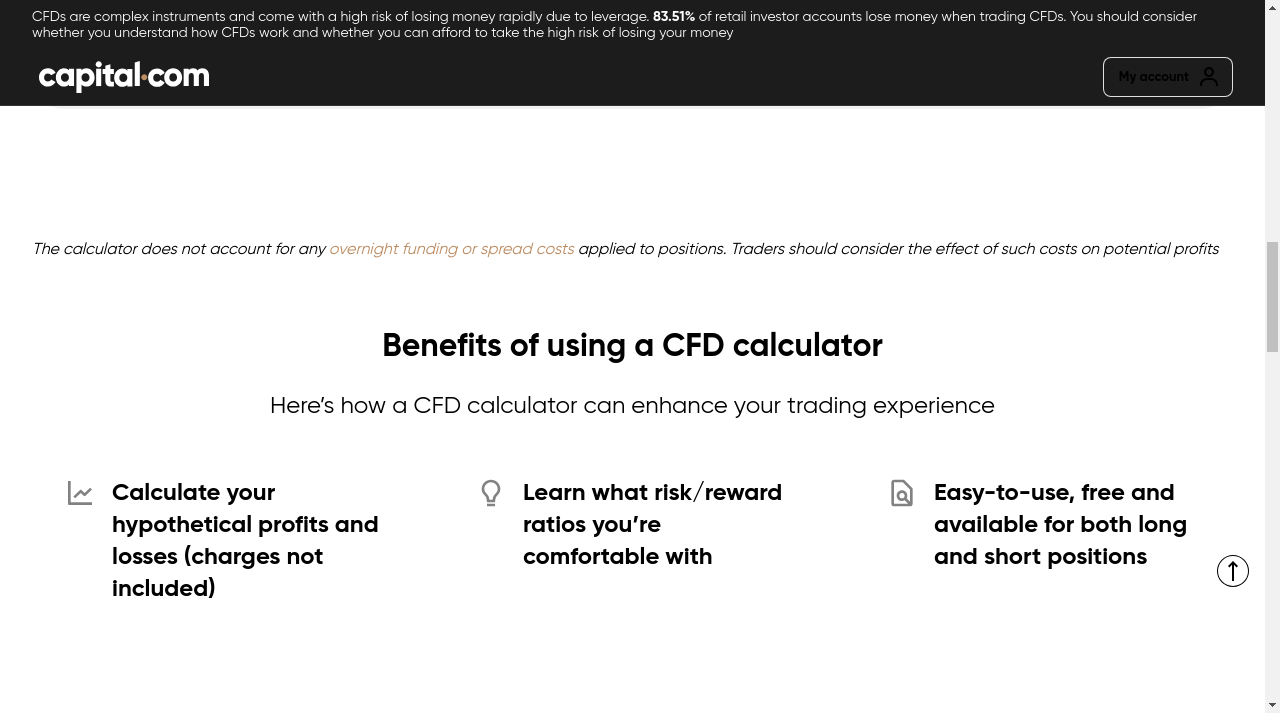 CFDs are complex instruments and come with a high risk of losing money rapidly due to leverage. 83.51% of retail investor accounts lose money when trading CFDs. You should consider
whether you understand how CFDs work and whether you can afford to take the high risk of losing your money
capital.com
My account
The calculator does not account for any overnight funding or spread costs applied to positions. Traders should consider the effect of such costs on potential profits
Benefits of using a CFD calculator
Here’s how a CFD calculator can enhance your trading experience
Calculate your
hypothetical profits and
losses (charges not
included)
Learn what risk/reward
ratios you’re
comfortable with
Easy-to-use, free and
available for both long
and short positions